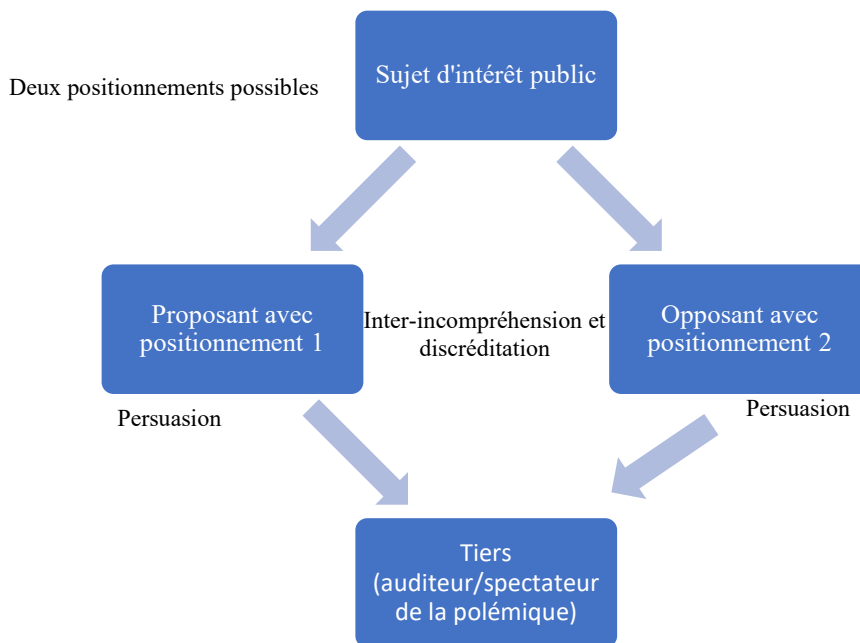 Sujet d'intérêt public
Deux positionnements possibles
Proposant avec
positionnement 1
Inter-incompréhension et
discréditation
Opposant avec
positionnement 2
Persuasion
Persuasion
Tiers
(auditeur/spectateur
de la polémique)